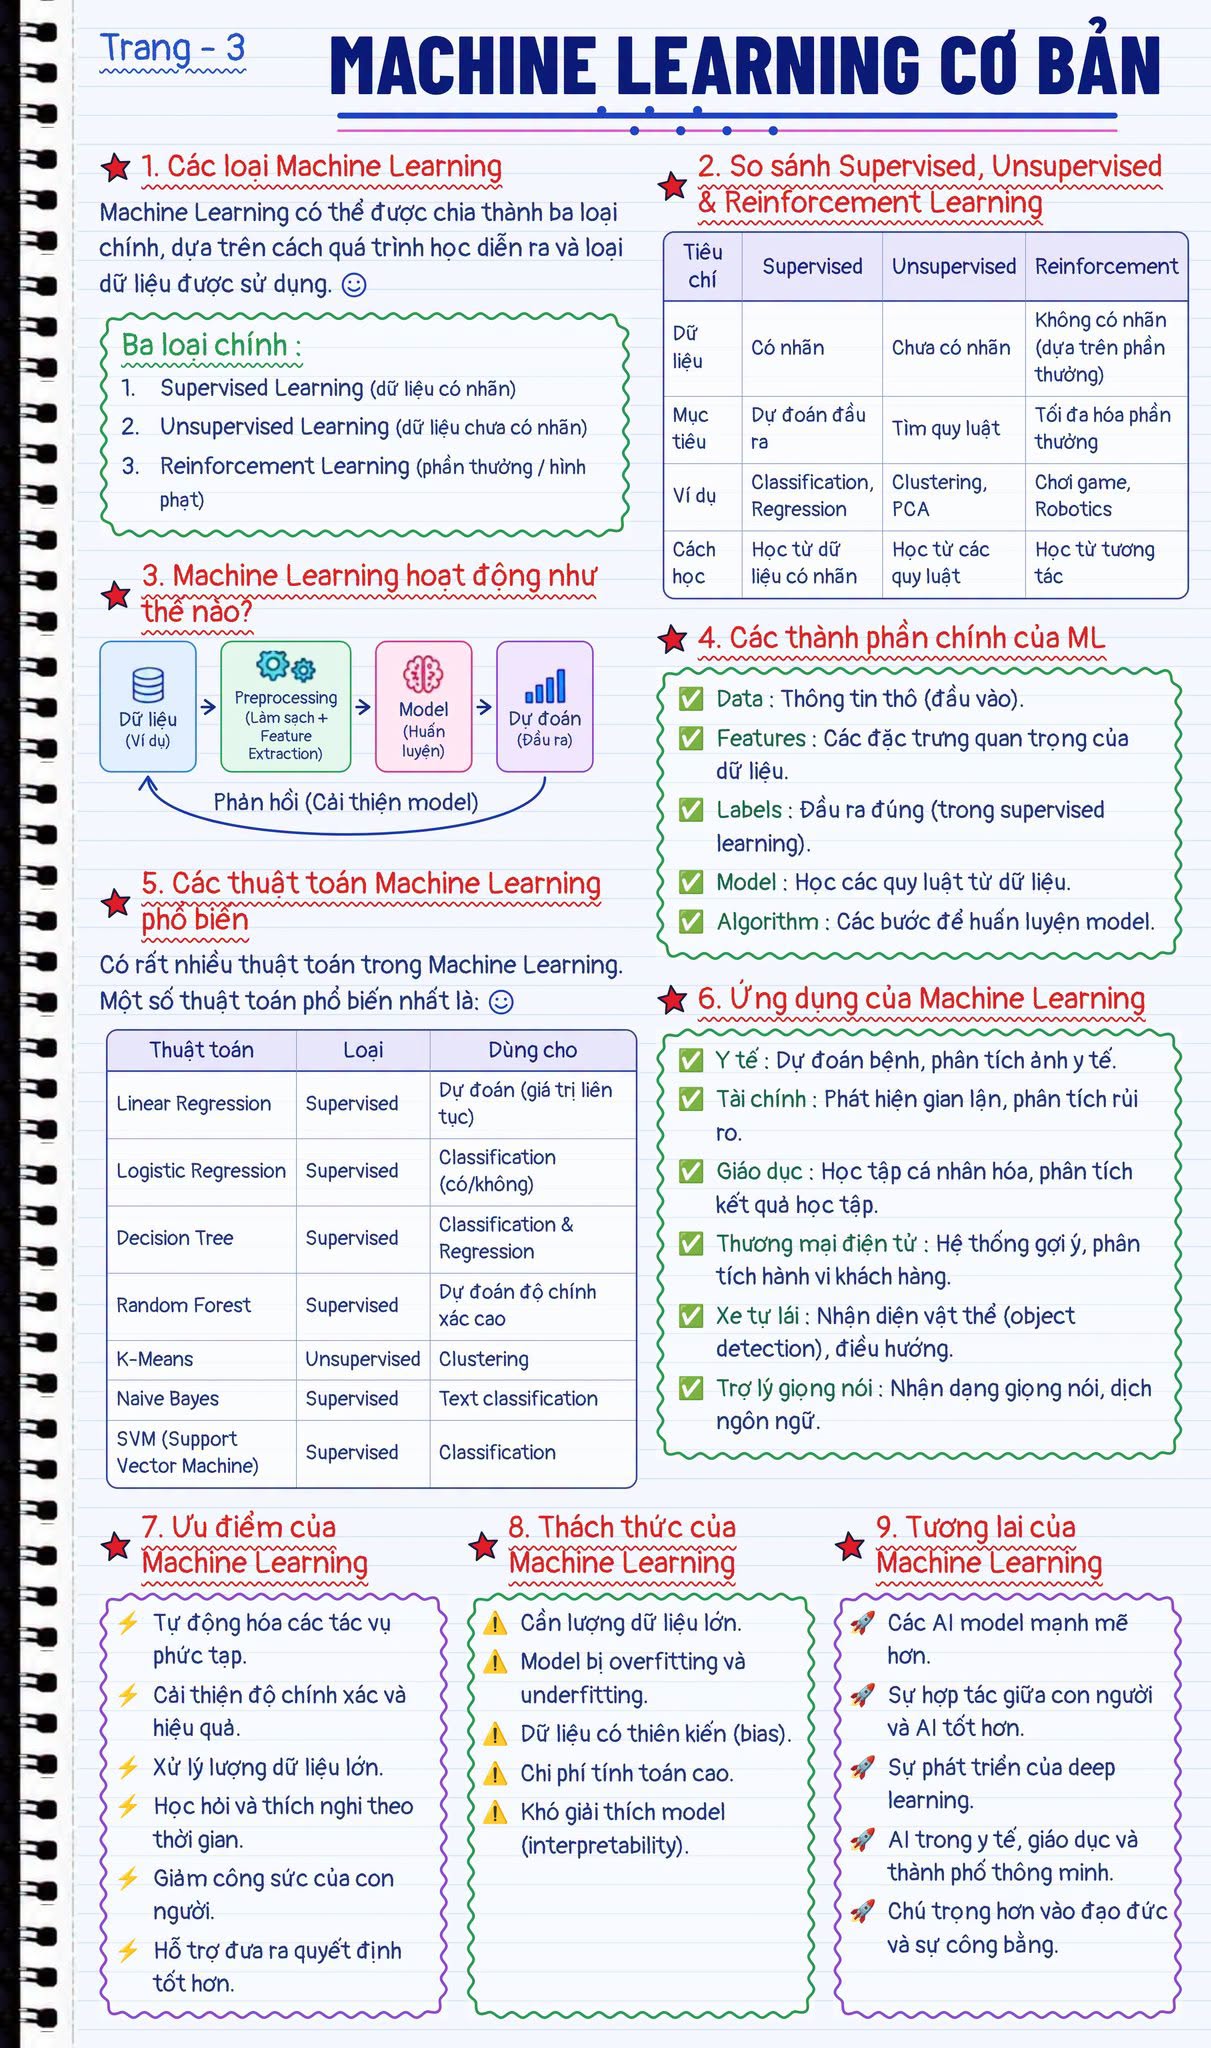 Trang - 3
MACHINE LEARNING CƠ BẢN
1. Các loại Machine Learning
Machine Learning có thể được chia thành ba loại
chính, dựa trên cách quá trình học diễn ra và loại
dữ liệu được sử dụng. ☺
Ba loại chính :
1. Supervised Learning (dữ liệu có nhãn)
2. Unsupervised Learning (dữ liệu chưa có nhãn)
3. Reinforcement Learning (phần thưởng / hình
phạt)
2. So sánh Supervised, Unsupervised
& Reinforcement Learning
Tiêu
chí
Supervised
Unsupervised
Reinforcement
Dữ
liệu
Có nhãn
Chưa có nhãn
Không có nhãn
(dựa trên phần
thưởng)
Mục
tiêu
Dự đoán đầu
ra
Tìm quy luật
Tối đa hóa phần
thưởng
Ví dụ
Classification,
Regression
Clustering,
PCA
Chơi game,
Robotics
Cách
học
Học từ dữ
liệu có nhãn
Học từ các
quy luật
Học từ tương
tác
3. Machine Learning hoạt động như
thế nào?
Dữ liệu
(Ví dụ)
Preprocessing
(Làm sạch +
Feature
Extraction)
Model
(Huấn
luyện)
Dự đoán
(Đầu ra)
Phản hồi (Cải thiện model)
4. Các thành phần chính của ML
✅ Data : Thông tin thô (đầu vào).
✅ Features : Các đặc trưng quan trọng của
dữ liệu.
✅ Labels : Đầu ra đúng (trong supervised
learning).
✅ Model : Học các quy luật từ dữ liệu.
✅ Algorithm : Các bước để huấn luyện model.
5. Các thuật toán Machine Learning
phổ biến
Có rất nhiều thuật toán trong Machine Learning.
Một số thuật toán phổ biến nhất là: ☺
Thuật toán
Loại
Dùng cho
Linear Regression
Supervised
Dự đoán (giá trị liên
tục)
Logistic Regression
Supervised
Classification
(có/không)
Decision Tree
Supervised
Classification &
Regression
Random Forest
Supervised
Dự đoán độ chính
xác cao
K-Means
Unsupervised
Clustering
Naive Bayes
Supervised
Text classification
SVM (Support
Vector Machine)
Supervised
Classification
6. Ứng dụng của Machine Learning
✅ Y tế : Dự đoán bệnh, phân tích ảnh y tế.
✅ Tài chính : Phát hiện gian lận, phân tích rủi
ro.
✅ Giáo dục : Học tập cá nhân hóa, phân tích
kết quả học tập.
✅ Thương mại điện tử : Hệ thống gợi ý, phân
tích hành vi khách hàng.
✅ Xe tự lái : Nhận diện vật thể (object
detection), điều hướng.
✅ Trợ lý giọng nói : Nhận dạng giọng nói, dịch
ngôn ngữ.
7. Ưu điểm của
Machine Learning
⚡ Tự động hóa các tác vụ
phức tạp.
⚡ Cải thiện độ chính xác và
hiệu quả.
⚡ Xử lý lượng dữ liệu lớn.
⚡ Học hỏi và thích nghi theo
thời gian.
⚡ Giảm công sức của con
người.
⚡ Hỗ trợ đưa ra quyết định
tốt hơn.
8. Thách thức của
Machine Learning
⚠️ Cần lượng dữ liệu lớn.
⚠️ Model bị overfitting và
underfitting.
⚠️ Dữ liệu có thiên kiến (bias).
⚠️ Chi phí tính toán cao.
⚠️ Khó giải thích model
(interpretability).
9. Tương lai của
Machine Learning
🚀 Các AI model mạnh mẽ
hơn.
🚀 Sự hợp tác giữa con người
và AI tốt hơn.
🚀 Sự phát triển của deep
learning.
🚀 AI trong y tế, giáo dục và
thành phố thông minh.
🚀 Chú trọng hơn vào đạo đức
và sự công bằng.